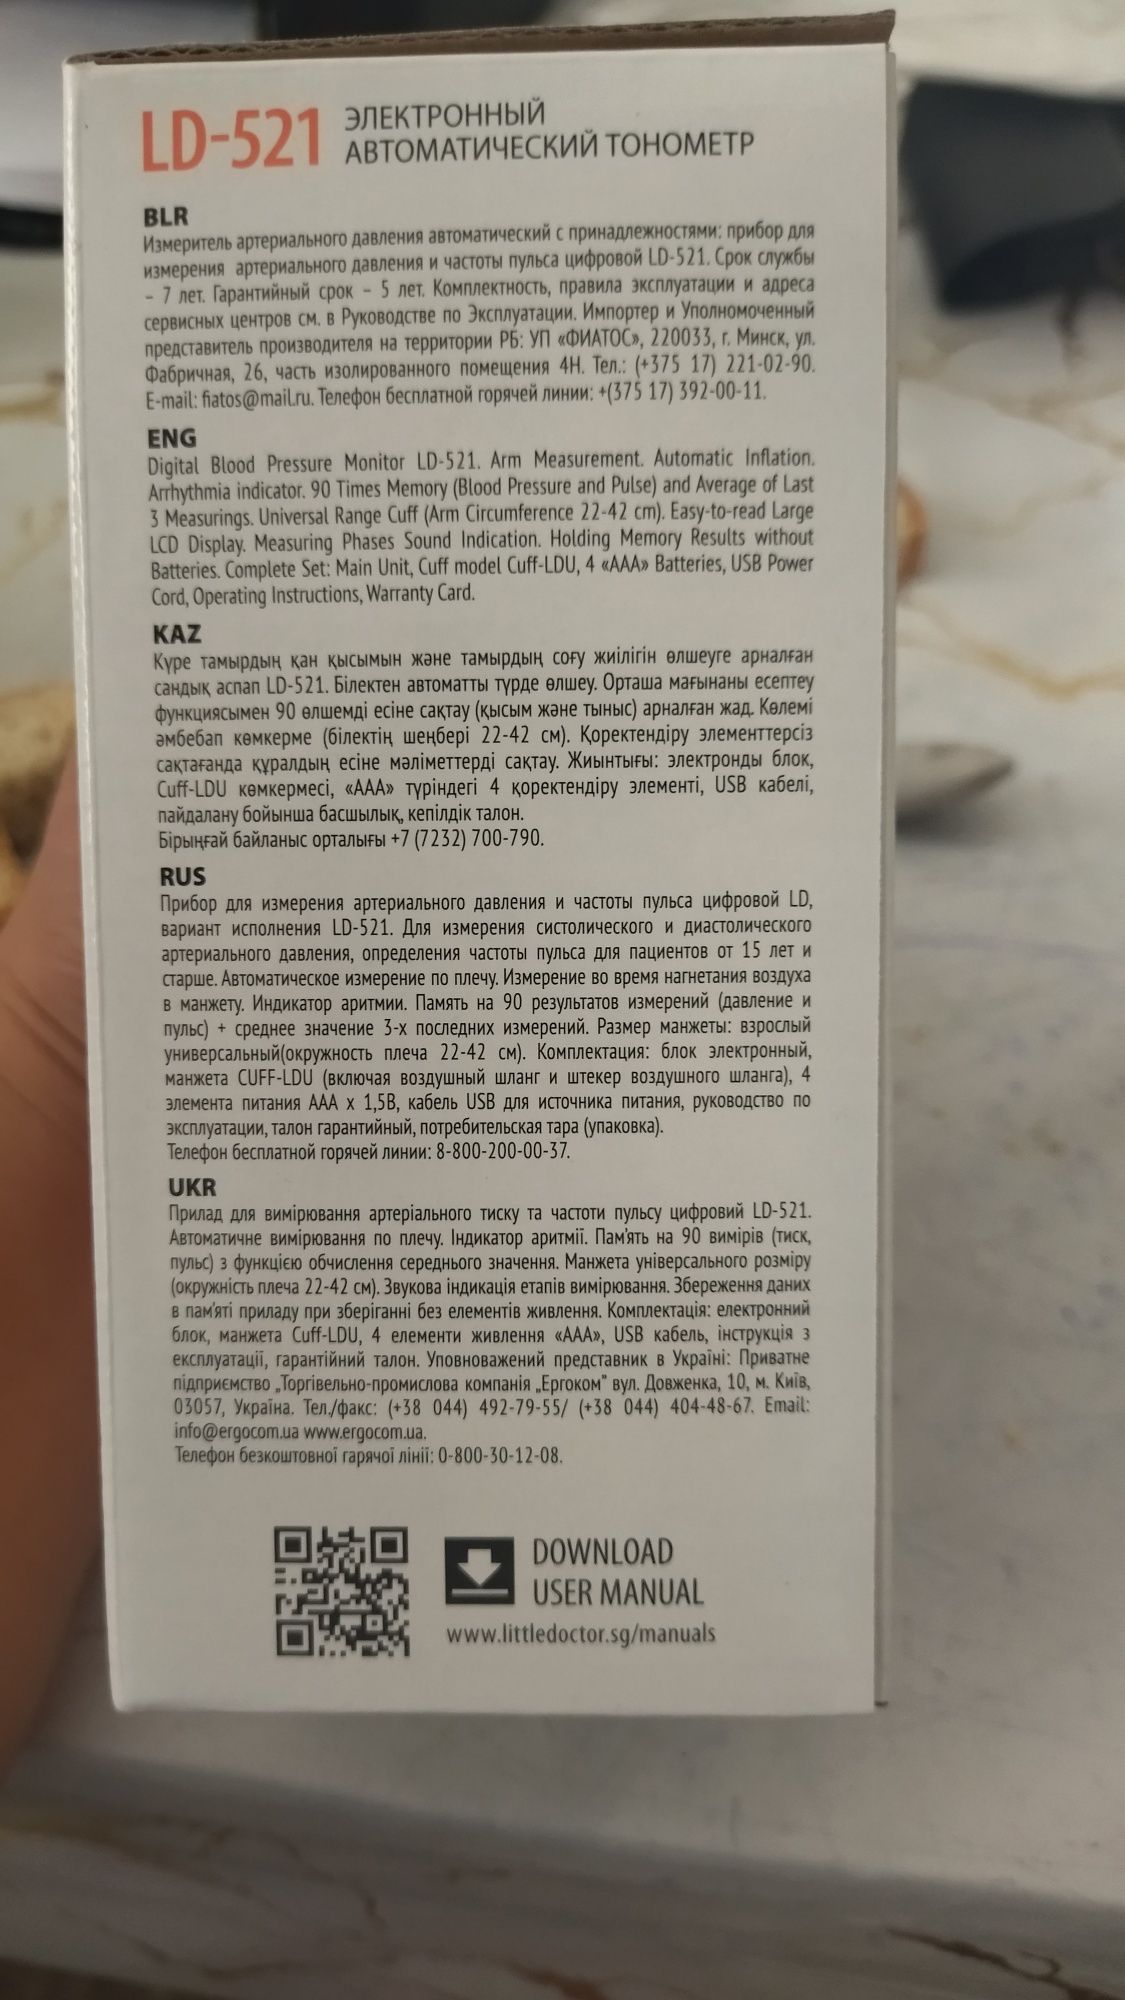 LD-521 ЭЛЕКТРОННЫЙ
АВТОМАТИЧЕСКИЙ ТОНОМЕТР
BLR
Измеритель артериального давления автоматический с принадлежностями: прибор для
измерения артериального давления и частоты пульса цифровой LD-521. Срок службы
– 7 лет. Гарантийный срок – 5 лет. Комплектность, правила эксплуатации и адреса
сервисных центров см. в Руководстве по Эксплуатации. Импортер и Уполномоченный
представитель производителя на территории РБ: УП «ФИАТОС», 220033, г. Минск, ул.
Фабричная, 26, часть изолированного помещения 4Н. Тел.: (+375 17) 221-02-90.
E-mail: fiatos@mail.ru. Телефон бесплатной горячей линии: +(375 17) 392-00-11.
ENG
Digital Blood Pressure Monitor LD-521. Arm Measurement. Automatic Inflation.
Arrhythmia indicator. 90 Times Memory (Blood Pressure and Pulse) and Average of Last
3 Measurings. Universal Range Cuff (Arm Circumference 22-42 cm). Easy-to-read Large
LCD Display. Measuring Phases Sound Indication. Holding Memory Results without
Batteries. Complete Set: Main Unit, Cuff model Cuff-LDU, 4 «AAA» Batteries, USB Power
Cord, Operating Instructions, Warranty Card.
KAZ
Күре тамырдың қан қысымын және тамырдың соғу жиілігін өлшеуге арналған
сандық аспап LD-521. Білектен автоматты түрде өлшеу. Орташа мағынаны есептеу
функциясымен 90 өлшемді есіне сақтау (қысым және тыныс) арналған жад. Көлемі
әмбебап көмкерме (білектің шеңбері 22-42 см). Қоректендіру элементтерсіз
сақтағанда құралдың есіне мәліметтерді сақтау. Жиынтығы: электронды блок,
Cuff-LDU көмкермесі, «ААА» түріндегі 4 қоректендіру элементі, USB кабелі,
пайдалану бойынша басшылық, кепілдік талон.
Бірыңғай байланыс орталығы +7 (7232) 700-790.
RUS
Прибор для измерения артериального давления и частоты пульса цифровой LD,
вариант исполнения LD-521. Для измерения систолического и диастолического
артериального давления, определения частоты пульса для пациентов от 15 лет и
старше. Автоматическое измерение по плечу. Измерение во время нагнетания воздуха
в манжету. Индикатор аритмии. Память на 90 результатов измерений (давление и
пульс) + среднее значение 3-х последних измерений. Размер манжеты: взрослый
универсальный(окружность плеча 22-42 см). Комплектация: блок электронный,
манжета CUFF-LDU (включая воздушный шланг и штекер воздушного шланга), 4
элемента питания ААА х 1,5В, кабель USB для источника питания, руководство по
эксплуатации, талон гарантийный, потребительская тара (упаковка).
Телефон бесплатной горячей линии: 8-800-200-00-37.
UKR
Прилад для вимірювання артеріального тиску та частоти пульсу цифровий LD-521.
Автоматичне вимірювання по плечу. Індикатор аритмії. Пам'ять на 90 вимірів (тиск,
пульс) з функцією обчислення середнього значення. Манжета універсального розміру
(окружність плеча 22-42 см). Звукова індикація етапів вимірювання. Збереження даних
в пам'яті приладу при зберіганні без елементів живлення. Комплектація: електронний
блок, манжета Cuff-LDU, 4 елементи живлення «ААА», USB кабель, інструкція з
експлуатації, гарантійний талон. Уповноважений представник в Україні: Приватне
підприємство „Торгівельно-промислова компанія „Ергоком" вул. Довженка, 10, м. Київ,
03057, Україна. Тел./факс: (+38 044) 492-79-55/ (+38 044) 404-48-67. Email:
info@ergocom.ua www.ergocom.ua.
Телефон безкоштовної гарячої лінії: 0-800-30-12-08.
DOWNLOAD
USER MANUAL
www.littledoctor.sg/manuals